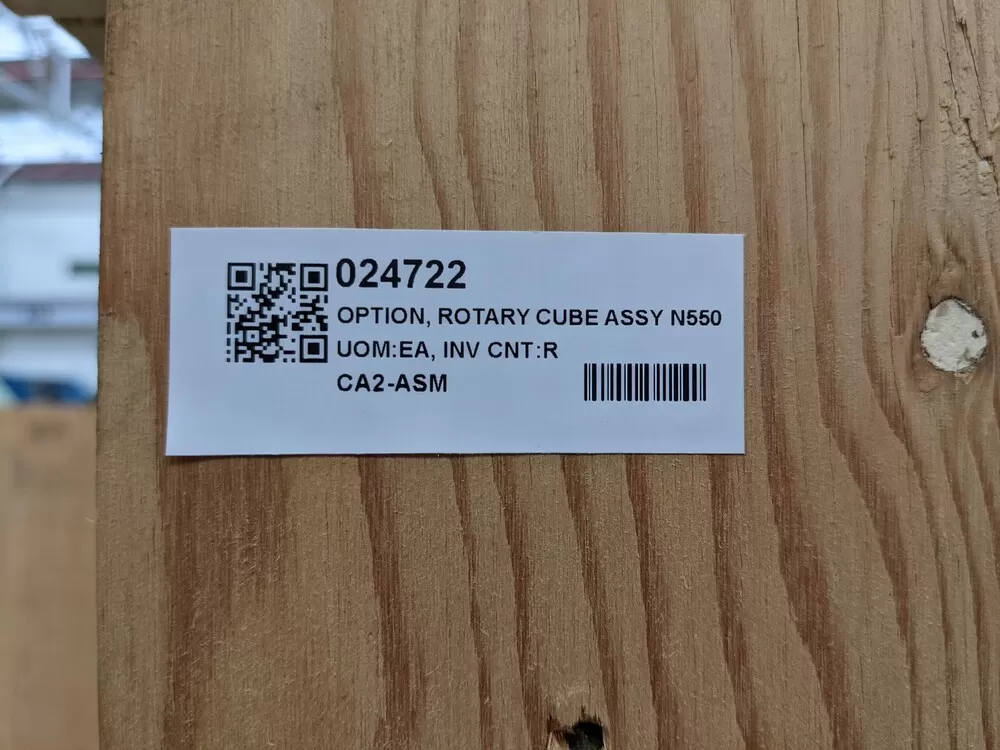 024722
OPTION, ROTARY CUBE ASSY N550
UOM:EA, INV CNT:R
CA2-ASM